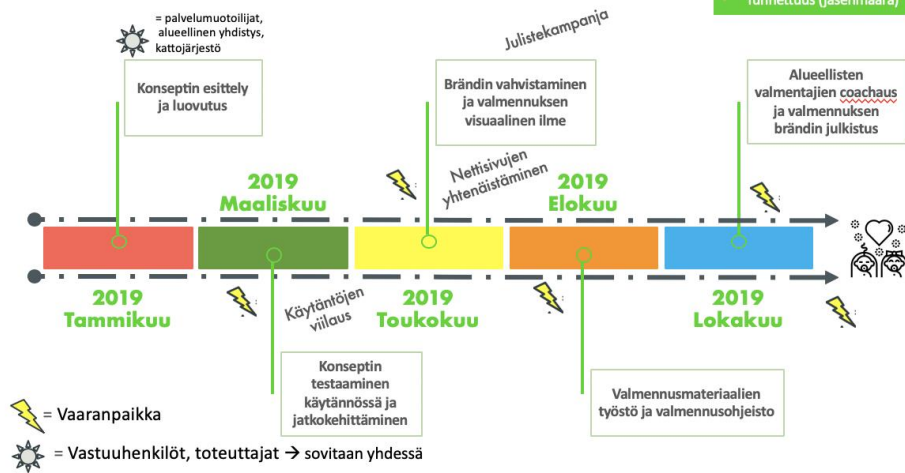 Tunnettuus (jäsenmäärä)
= palvelumuotoilijat,
alueellinen yhdistys,
kattojärjestö
Julistekampanja
Konseptin esittely
ja luovutus
Brändin vahvistaminen
ja valmennuksen
visuaalinen ilme
Alueellisten
valmentajien coachaus
ja valmennuksen
brändin julkistus
Nettisivujen
yhtenäistäminen
2019
Maaliskuu
2019
Elokuu
2019
Tammikuu
Käytäntöjen
viilaus
2019
Toukokuu
2019
Lokakuu
Konseptin
testaaminen
käytännössä ja
jatkokehittäminen
Valmennusmateriaalien
työstö ja valmennusohjeisto
= Vaaranpaikka
= Vastuuhenkilöt, toteuttajat → sovitaan yhdessä